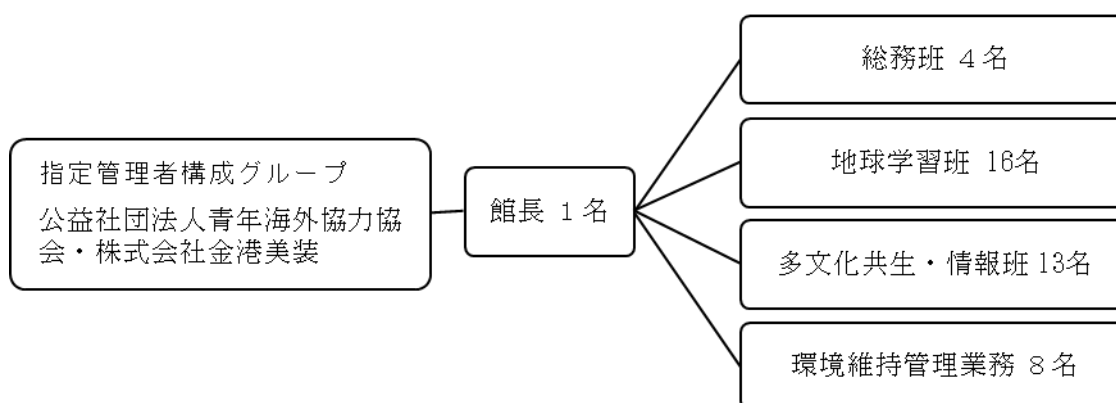 指定管理者構成グループ
公益社団法人青年海外協力協
会・株式会社金港美装
館長 1名
総務班 4名
地球学習班 16名
多文化共生・情報班 13名
環境維持管理業務 8名